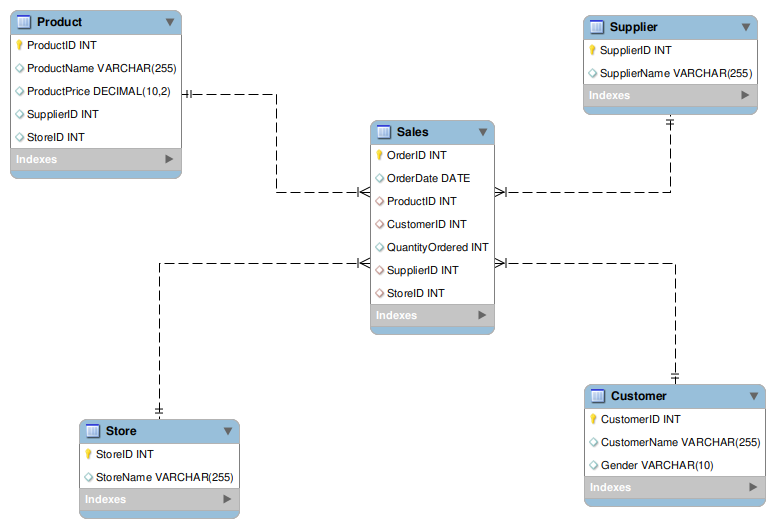 Product
ProductID INT
ProductName VARCHAR(255)
ProductPrice DECIMAL(10,2)
SupplierID INT
StoreID INT
Indexes
Supplier
SupplierID INT
SupplierName VARCHAR(255)
Indexes
Sales
OrderID INT
OrderDate DATE
ProductID INT
CustomerID INT
QuantityOrdered INT
SupplierID INT
StoreID INT
Indexes
Store
StoreID INT
StoreName VARCHAR(255)
Indexes
Customer
CustomerID INT
CustomerName VARCHAR(255)
Gender VARCHAR(10)
Indexes